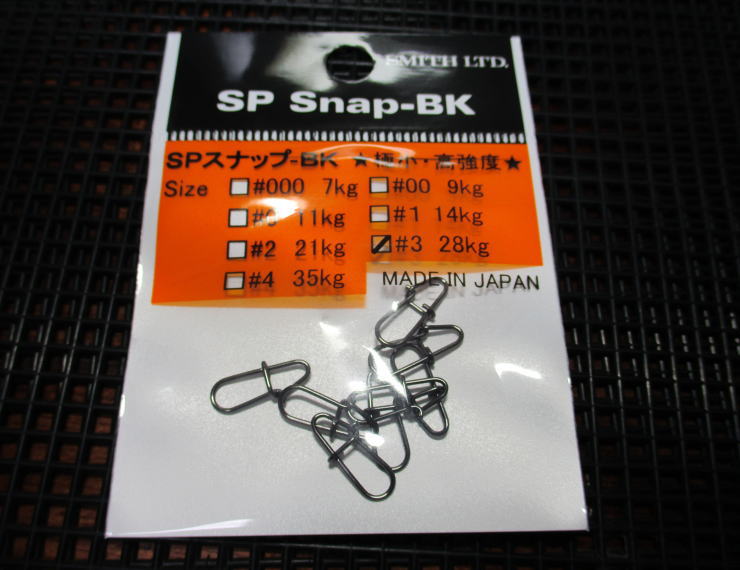 SMITH LTD.
SP Snap-BK
SPスナップ-BK ★極小・高強度★
Size □#000 7kg □#00 9kg
□#0 11kg □#1 14kg
□#2 21kg ☑#3 28kg
□#4 35kg MADE IN JAPAN